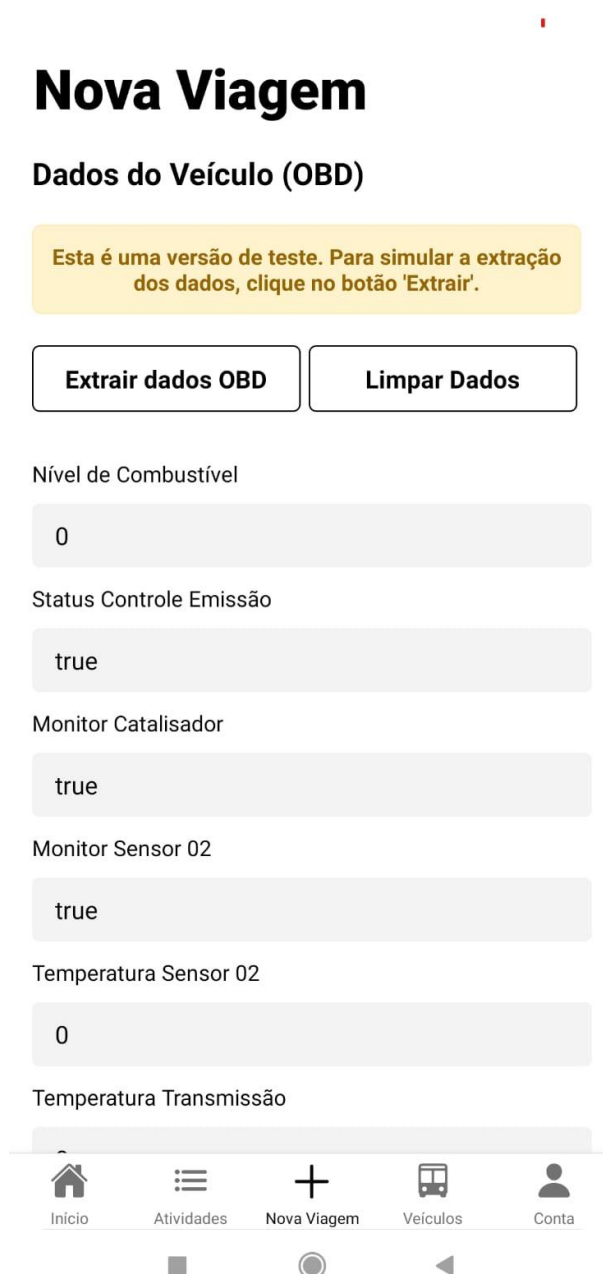 Nova Viagem
Dados do Veículo (OBD)
Esta é uma versão de teste. Para simular a extração
dos dados, clique no botão 'Extrair'.
Extrair dados OBD
Limpar Dados
Nível de Combustível
0
Status Controle Emissão
true
Monitor Catalisador
true
Monitor Sensor 02
true
Temperatura Sensor 02
0
Temperatura Transmissão
Início
Atividades
Nova Viagem
Veículos
Conta